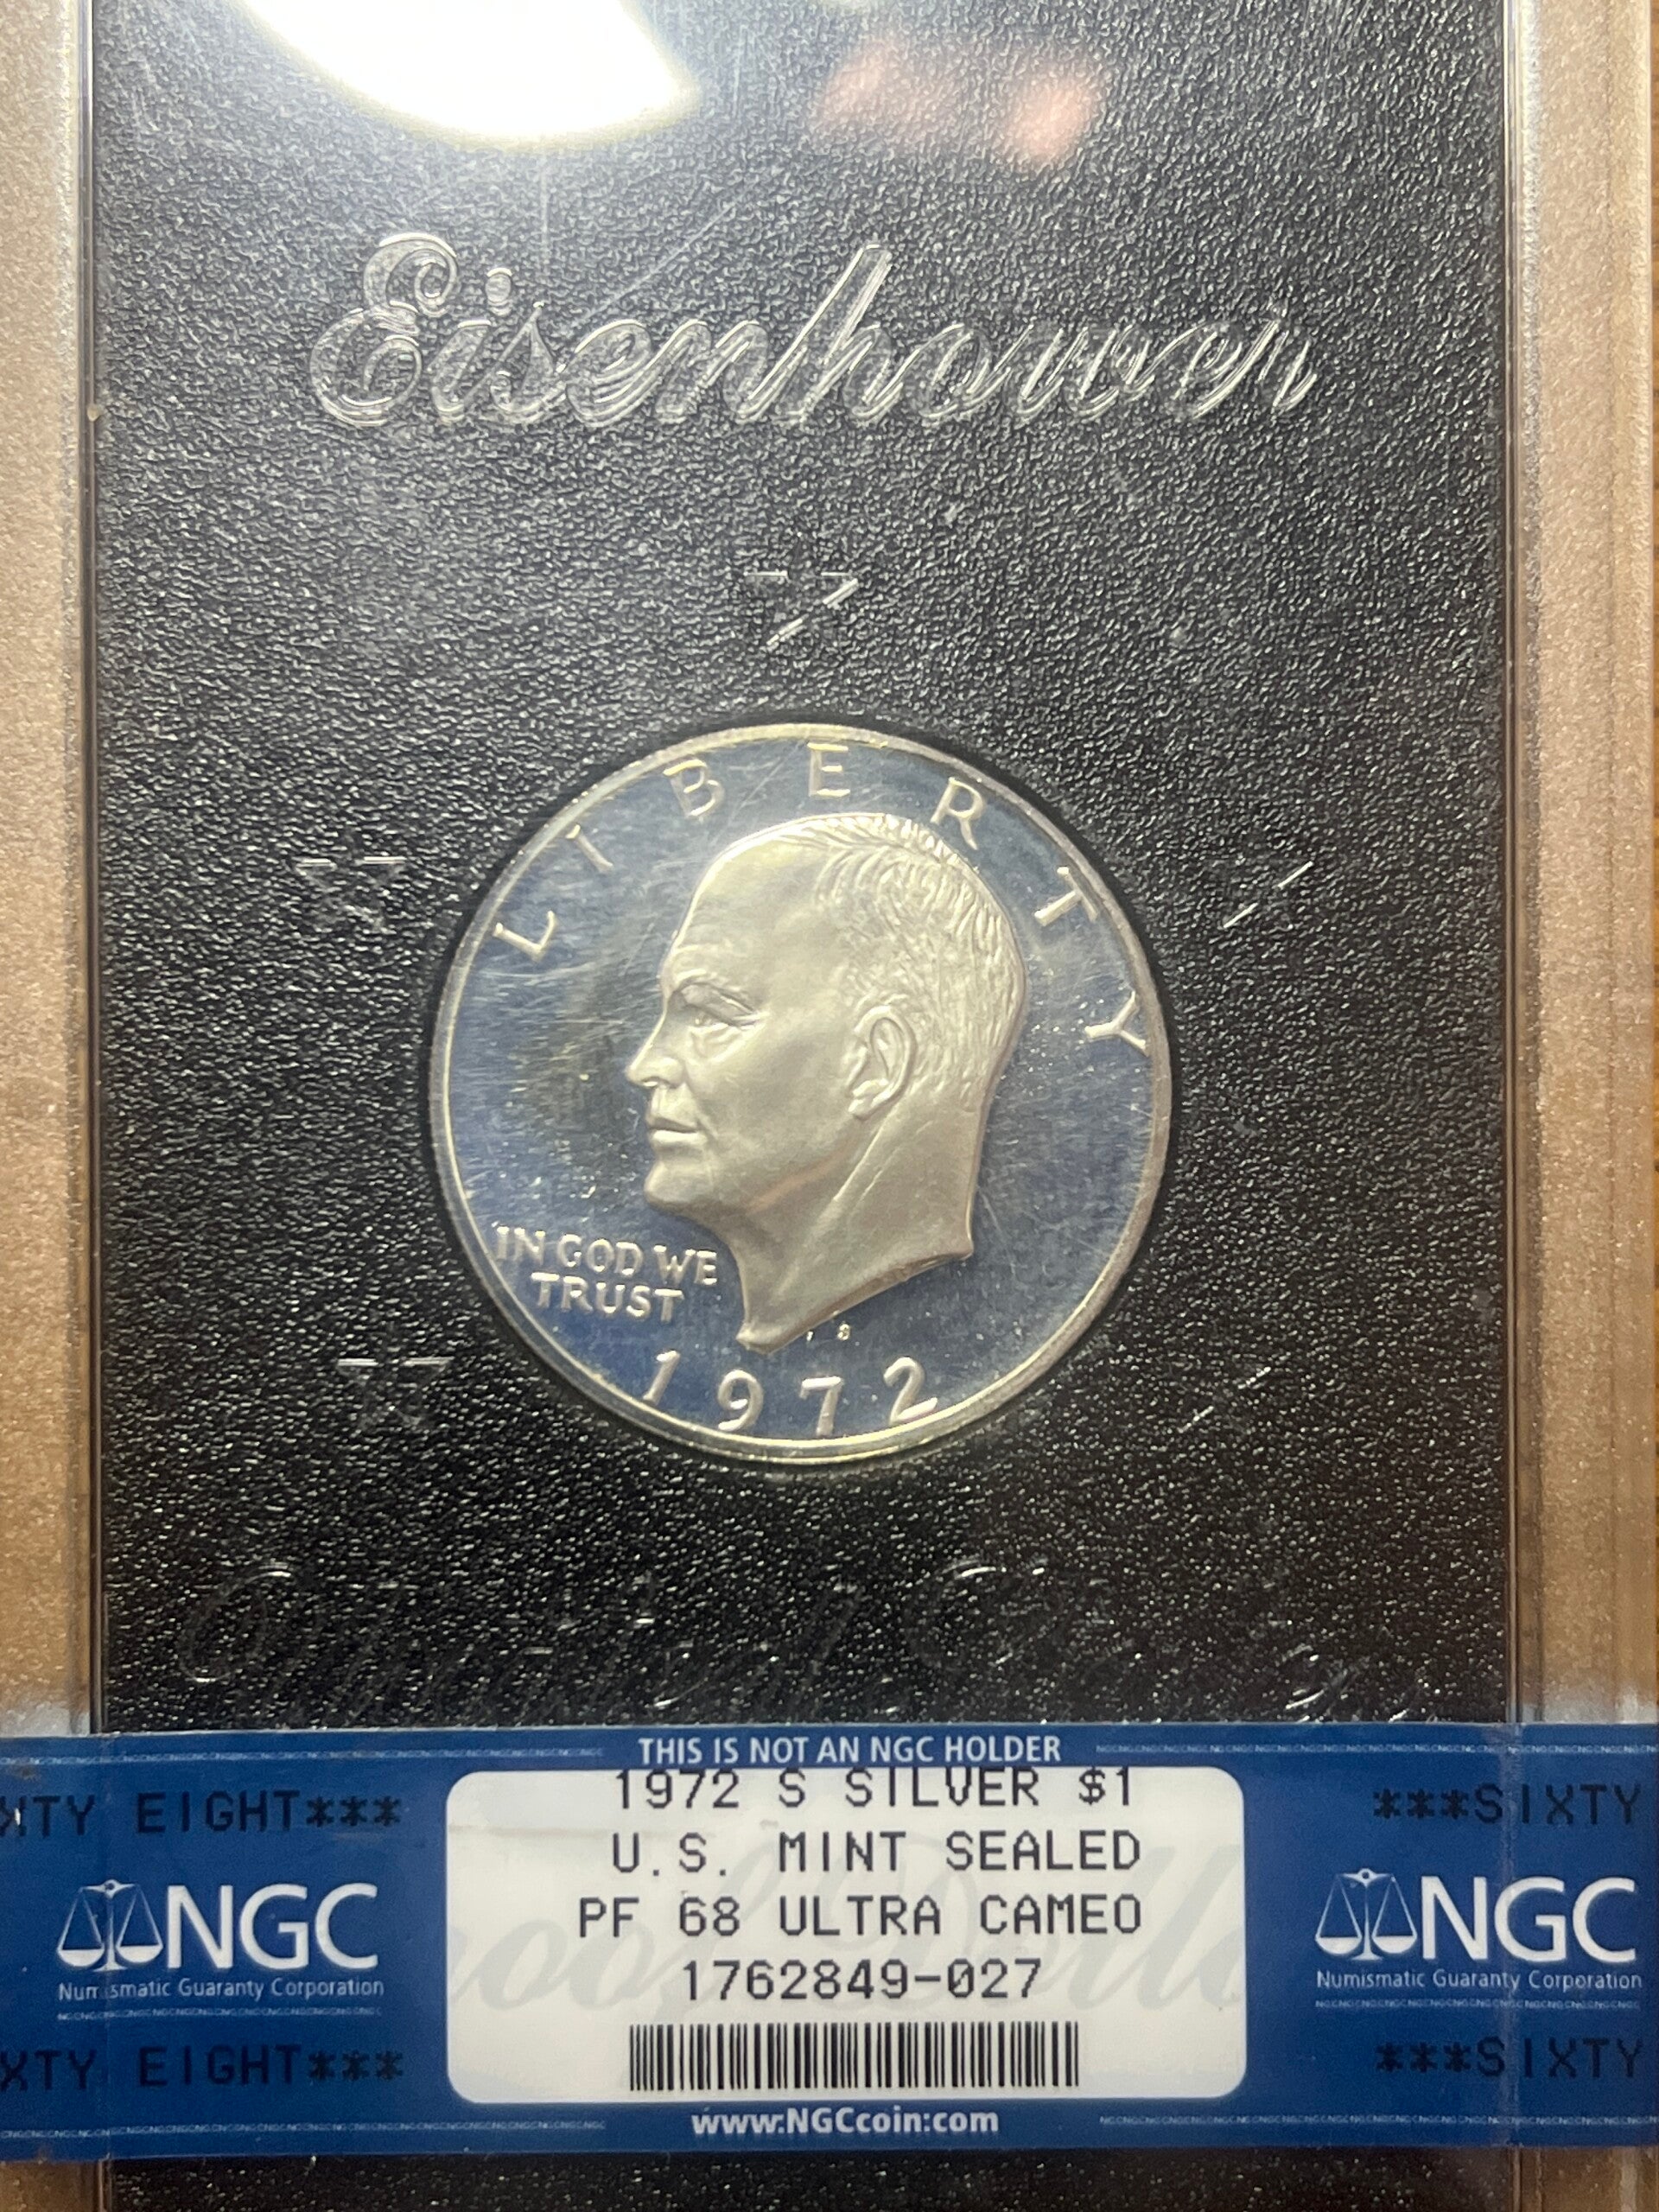 Eisenhower
LIBERTY
IN GOD WE
TRUST
1972
THIS IS NOT AN NGC HOLDER
XTY EIGHT***
1972 S SILVER $1
***SIXTY
U.S. MINT SEALED
PF 68 ULTRA CAMEO
NGC
Numismatic Guaranty Corporation
1762849-027
NGC
Numismatic Guaranty Corporation
XTY EIGHT***
***SIXTY
www.NGCcoin.com